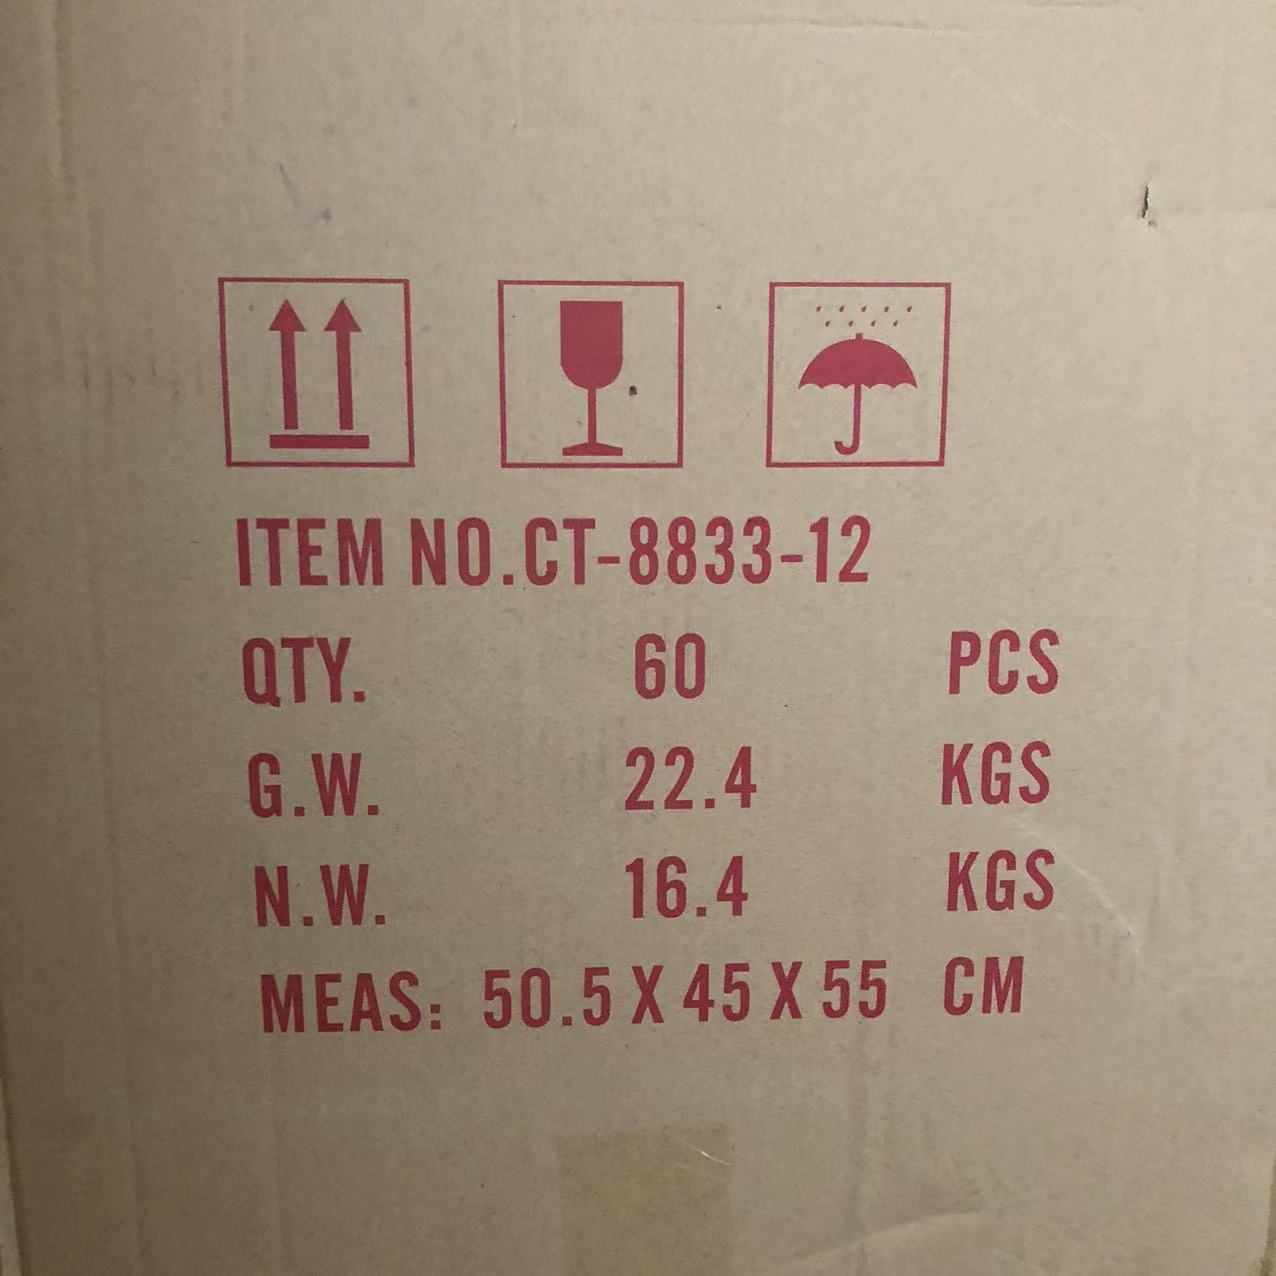 ITEM NO.CT-8833-12
QTY. 60 PCS
G.W. 22.4 KGS
N.W. 16.4 KGS
MEAS: 50.5 X 45 X 55 CM